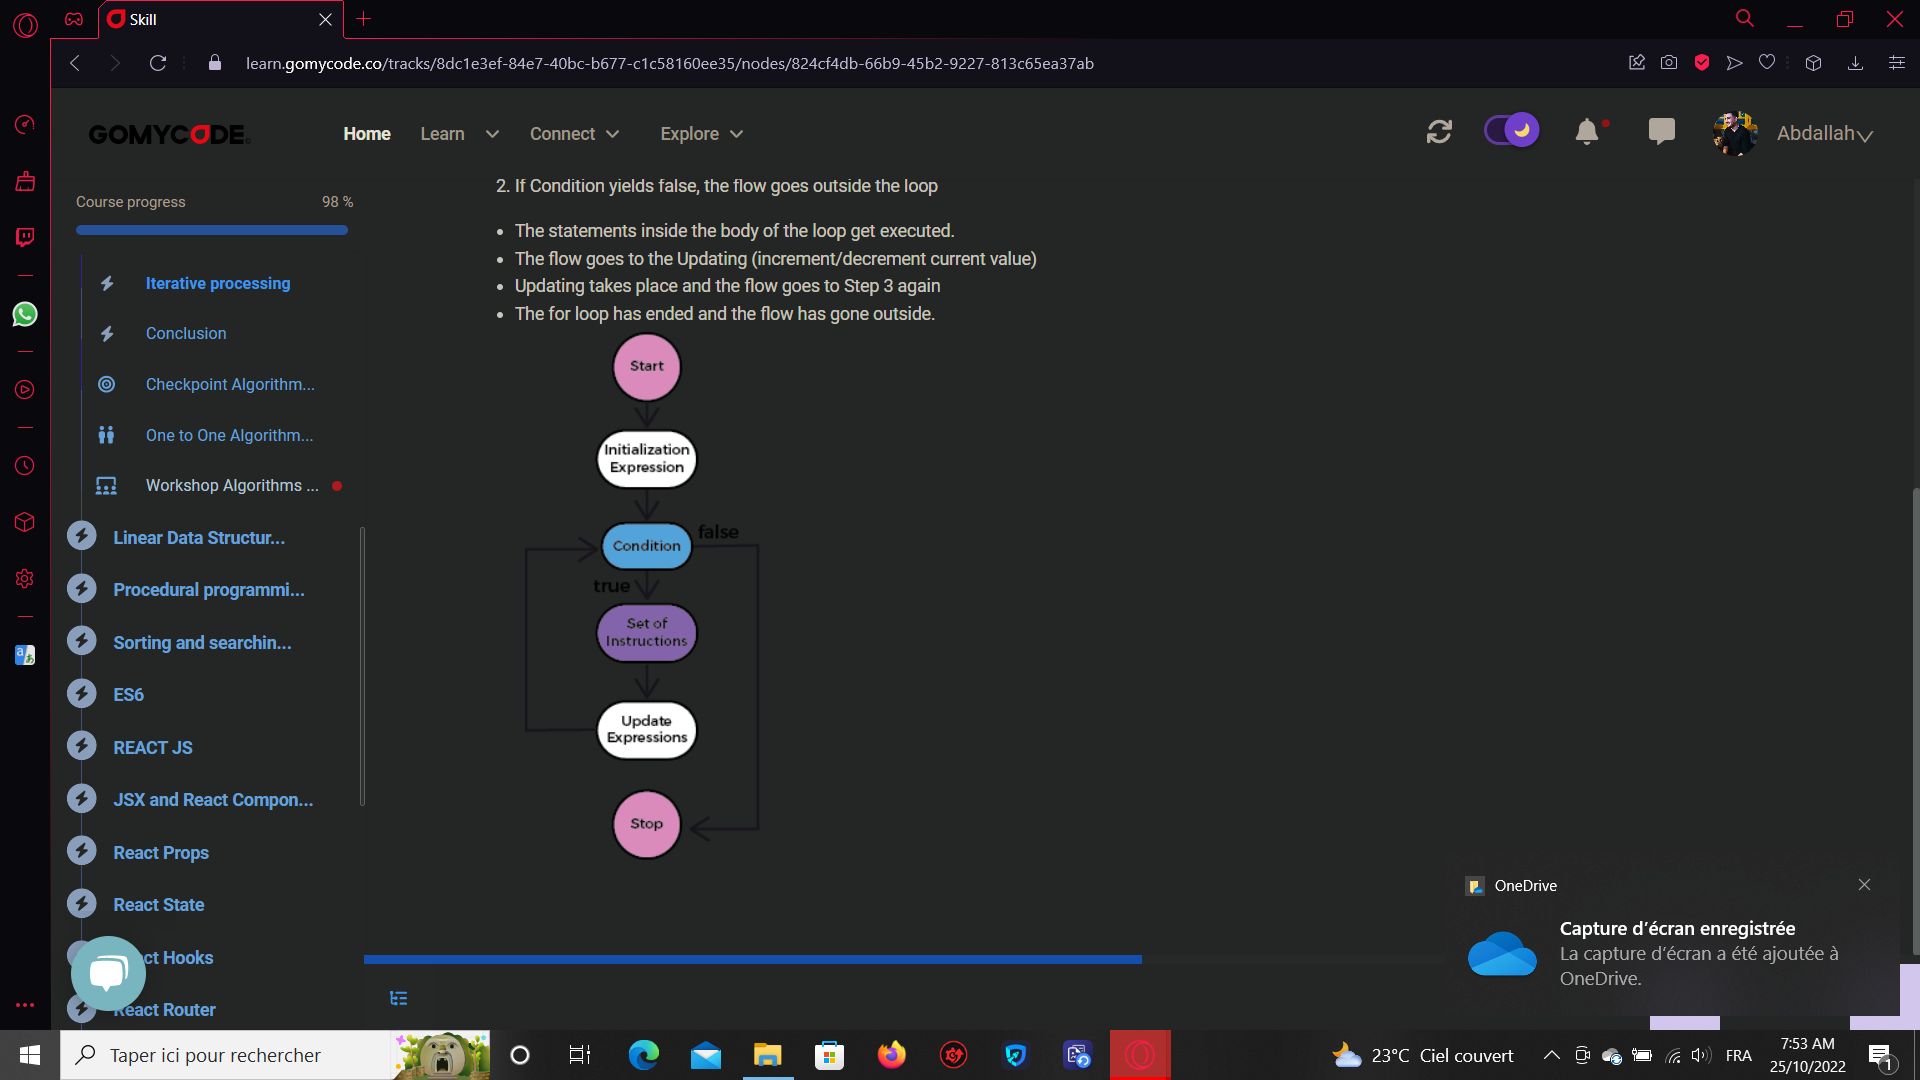 Skill
learn.gomycode.co/tracks/8dc1e3ef-84e7-40bc-b677-c1c58160ee35/nodes/824cf4db-66b9-45b2-9227-813c65ea37ab
GOMYCODE
Home Learn Connect Explore
Abdallah
Course progress 98 %
Iterative processing
Conclusion
Checkpoint Algorithm...
One to One Algorithm...
Workshop Algorithms ...
Linear Data Structur...
Procedural programmi...
Sorting and searchin...
ES6
REACT JS
JSX and React Compon...
React Props
React State
ct Hooks
React Router
2. If Condition yields false, the flow goes outside the loop
• The statements inside the body of the loop get executed.
• The flow goes to the Updating (increment/decrement current value)
• Updating takes place and the flow goes to Step 3 again
• The for loop has ended and the flow has gone outside.
Start
Initialization
Expression
Condition
false
true
Set of
Instructions
Update
Expressions
Stop
OneDrive
Capture d'écran enregistrée
La capture d'écran a été ajoutée à
OneDrive.
Taper ici pour rechercher
23°C Ciel couvert
FRA
7:53 AM
25/10/2022
1